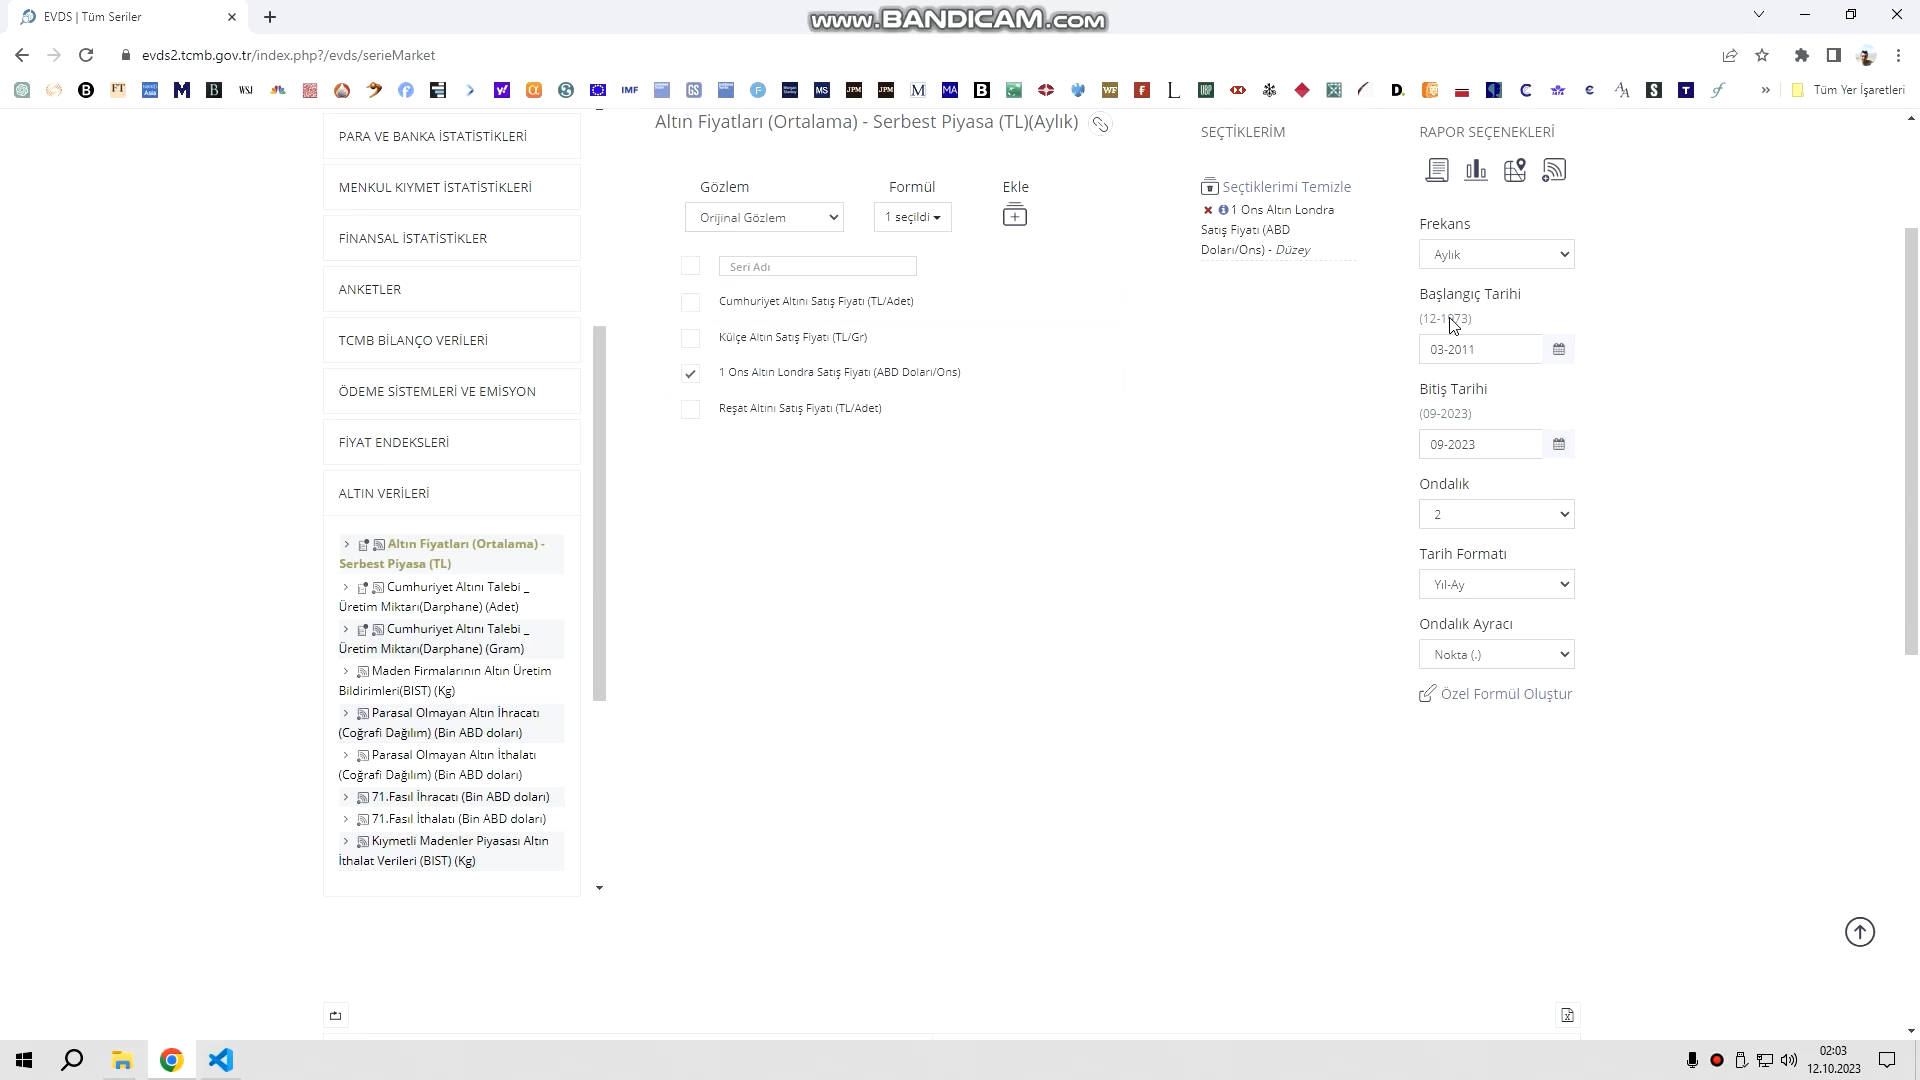 EVDS | Tüm Seriler
www.BANDICAM.com
evds2.tcmb.gov.tr/index.php?/evds/serieMarket
Tüm Yer İşaretleri
PARA VE BANKA İSTATİSTİKLERİ
MENKUL KIYMET İSTATİSTİKLERİ
FİNANSAL İSTATİSTİKLER
ANKETLER
TCMB BİLANÇO VERİLERİ
ÖDEME SİSTEMLERİ VE EMİSYON
FİYAT ENDEKSLERİ
ALTIN VERİLERİ
Altın Fiyatları (Ortalama) -
Serbest Piyasa (TL)
Cumhuriyet Altını Talebi _
Üretim Miktarı(Darphane) (Adet)
Cumhuriyet Altını Talebi _
Üretim Miktarı(Darphane) (Gram)
Maden Firmalarının Altın Üretim
Bildirimleri(BIST) (Kg)
Parasal Olmayan Altın İhracatı
(Coğrafi Dağılım) (Bin ABD doları)
Parasal Olmayan Altın İthalatı
(Coğrafi Dağılım) (Bin ABD doları)
71.Fasıl İhracatı (Bin ABD doları)
71.Fasıl İthalatı (Bin ABD doları)
Kıymetli Madenler Piyasası Altın
İthalat Verileri (BIST) (Kg)
Altın Fiyatları (Ortalama) - Serbest Piyasa (TL)(Aylık)
Gözlem Formül Ekle
Orijinal Gözlem 1 seçildi
Seri Adı
Cumhuriyet Altını Satış Fiyatı (TL/Adet)
Külçe Altın Satış Fiyatı (TL/Gr)
1 Ons Altın Londra Satış Fiyatı (ABD Doları/Ons)
Reşat Altını Satış Fiyatı (TL/Adet)
SEÇTİKLERİM
Seçtiklerimi Temizle
1 Ons Altın Londra
Satış Fiyatı (ABD
Doları/Ons) - Düzey
RAPOR SEÇENEKLERİ
Frekans
Aylık
Başlangıç Tarihi
(12-1973)
03-2011
Bitiş Tarihi
(09-2023)
09-2023
Ondalık
2
Tarih Formatı
Yıl-Ay
Ondalık Ayracı
Nokta (.)
Özel Formül Oluştur
02:03
12.10.2023